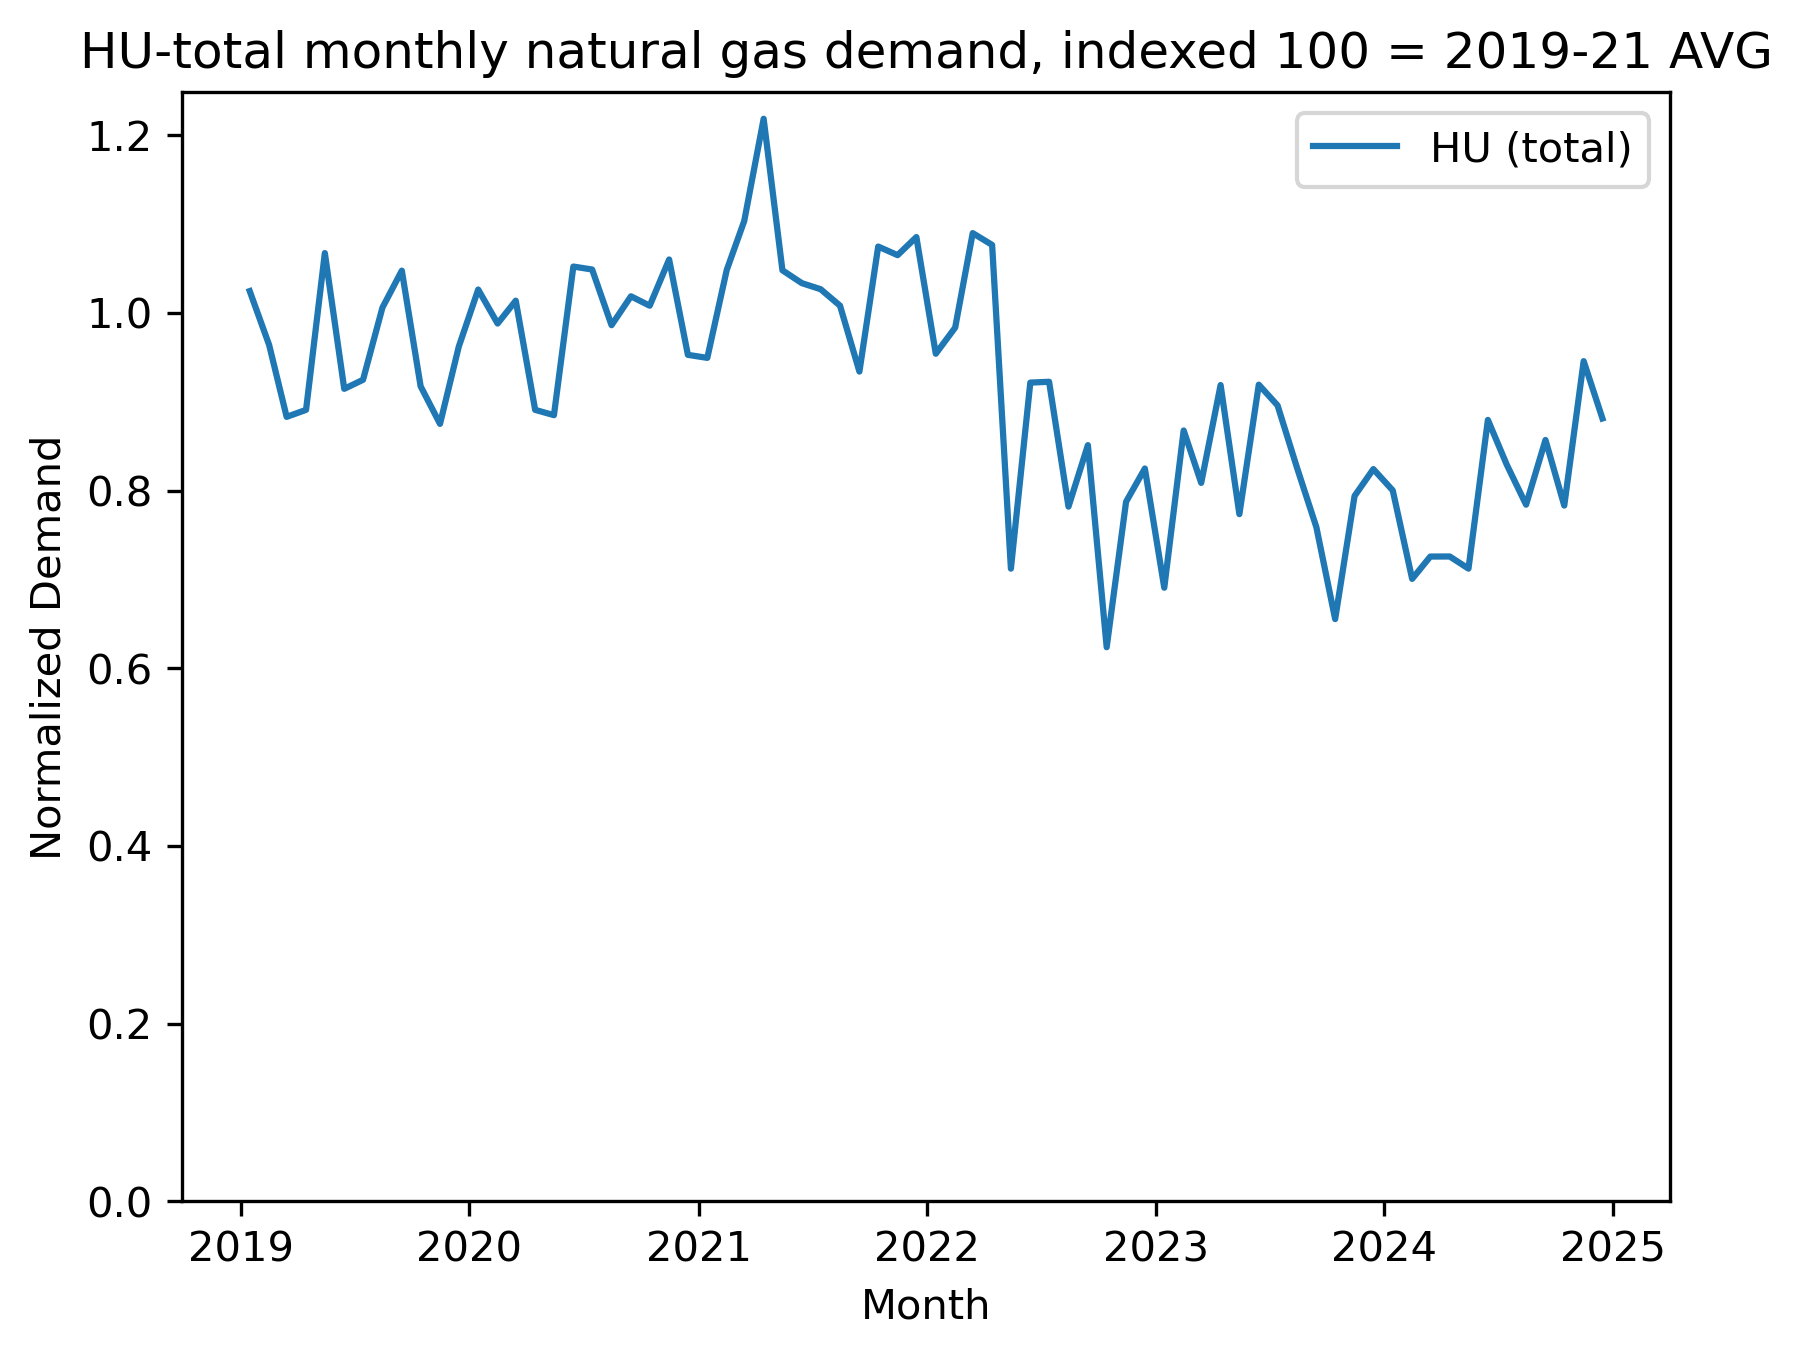 HU-total monthly natural gas demand, indexed 100 = 2019-21 AVG
HU (total)
Normalized Demand
1.2
1.0
0.8
0.6
0.4
0.2
0.0
2019 2020 2021 2022 2023 2024 2025
Month